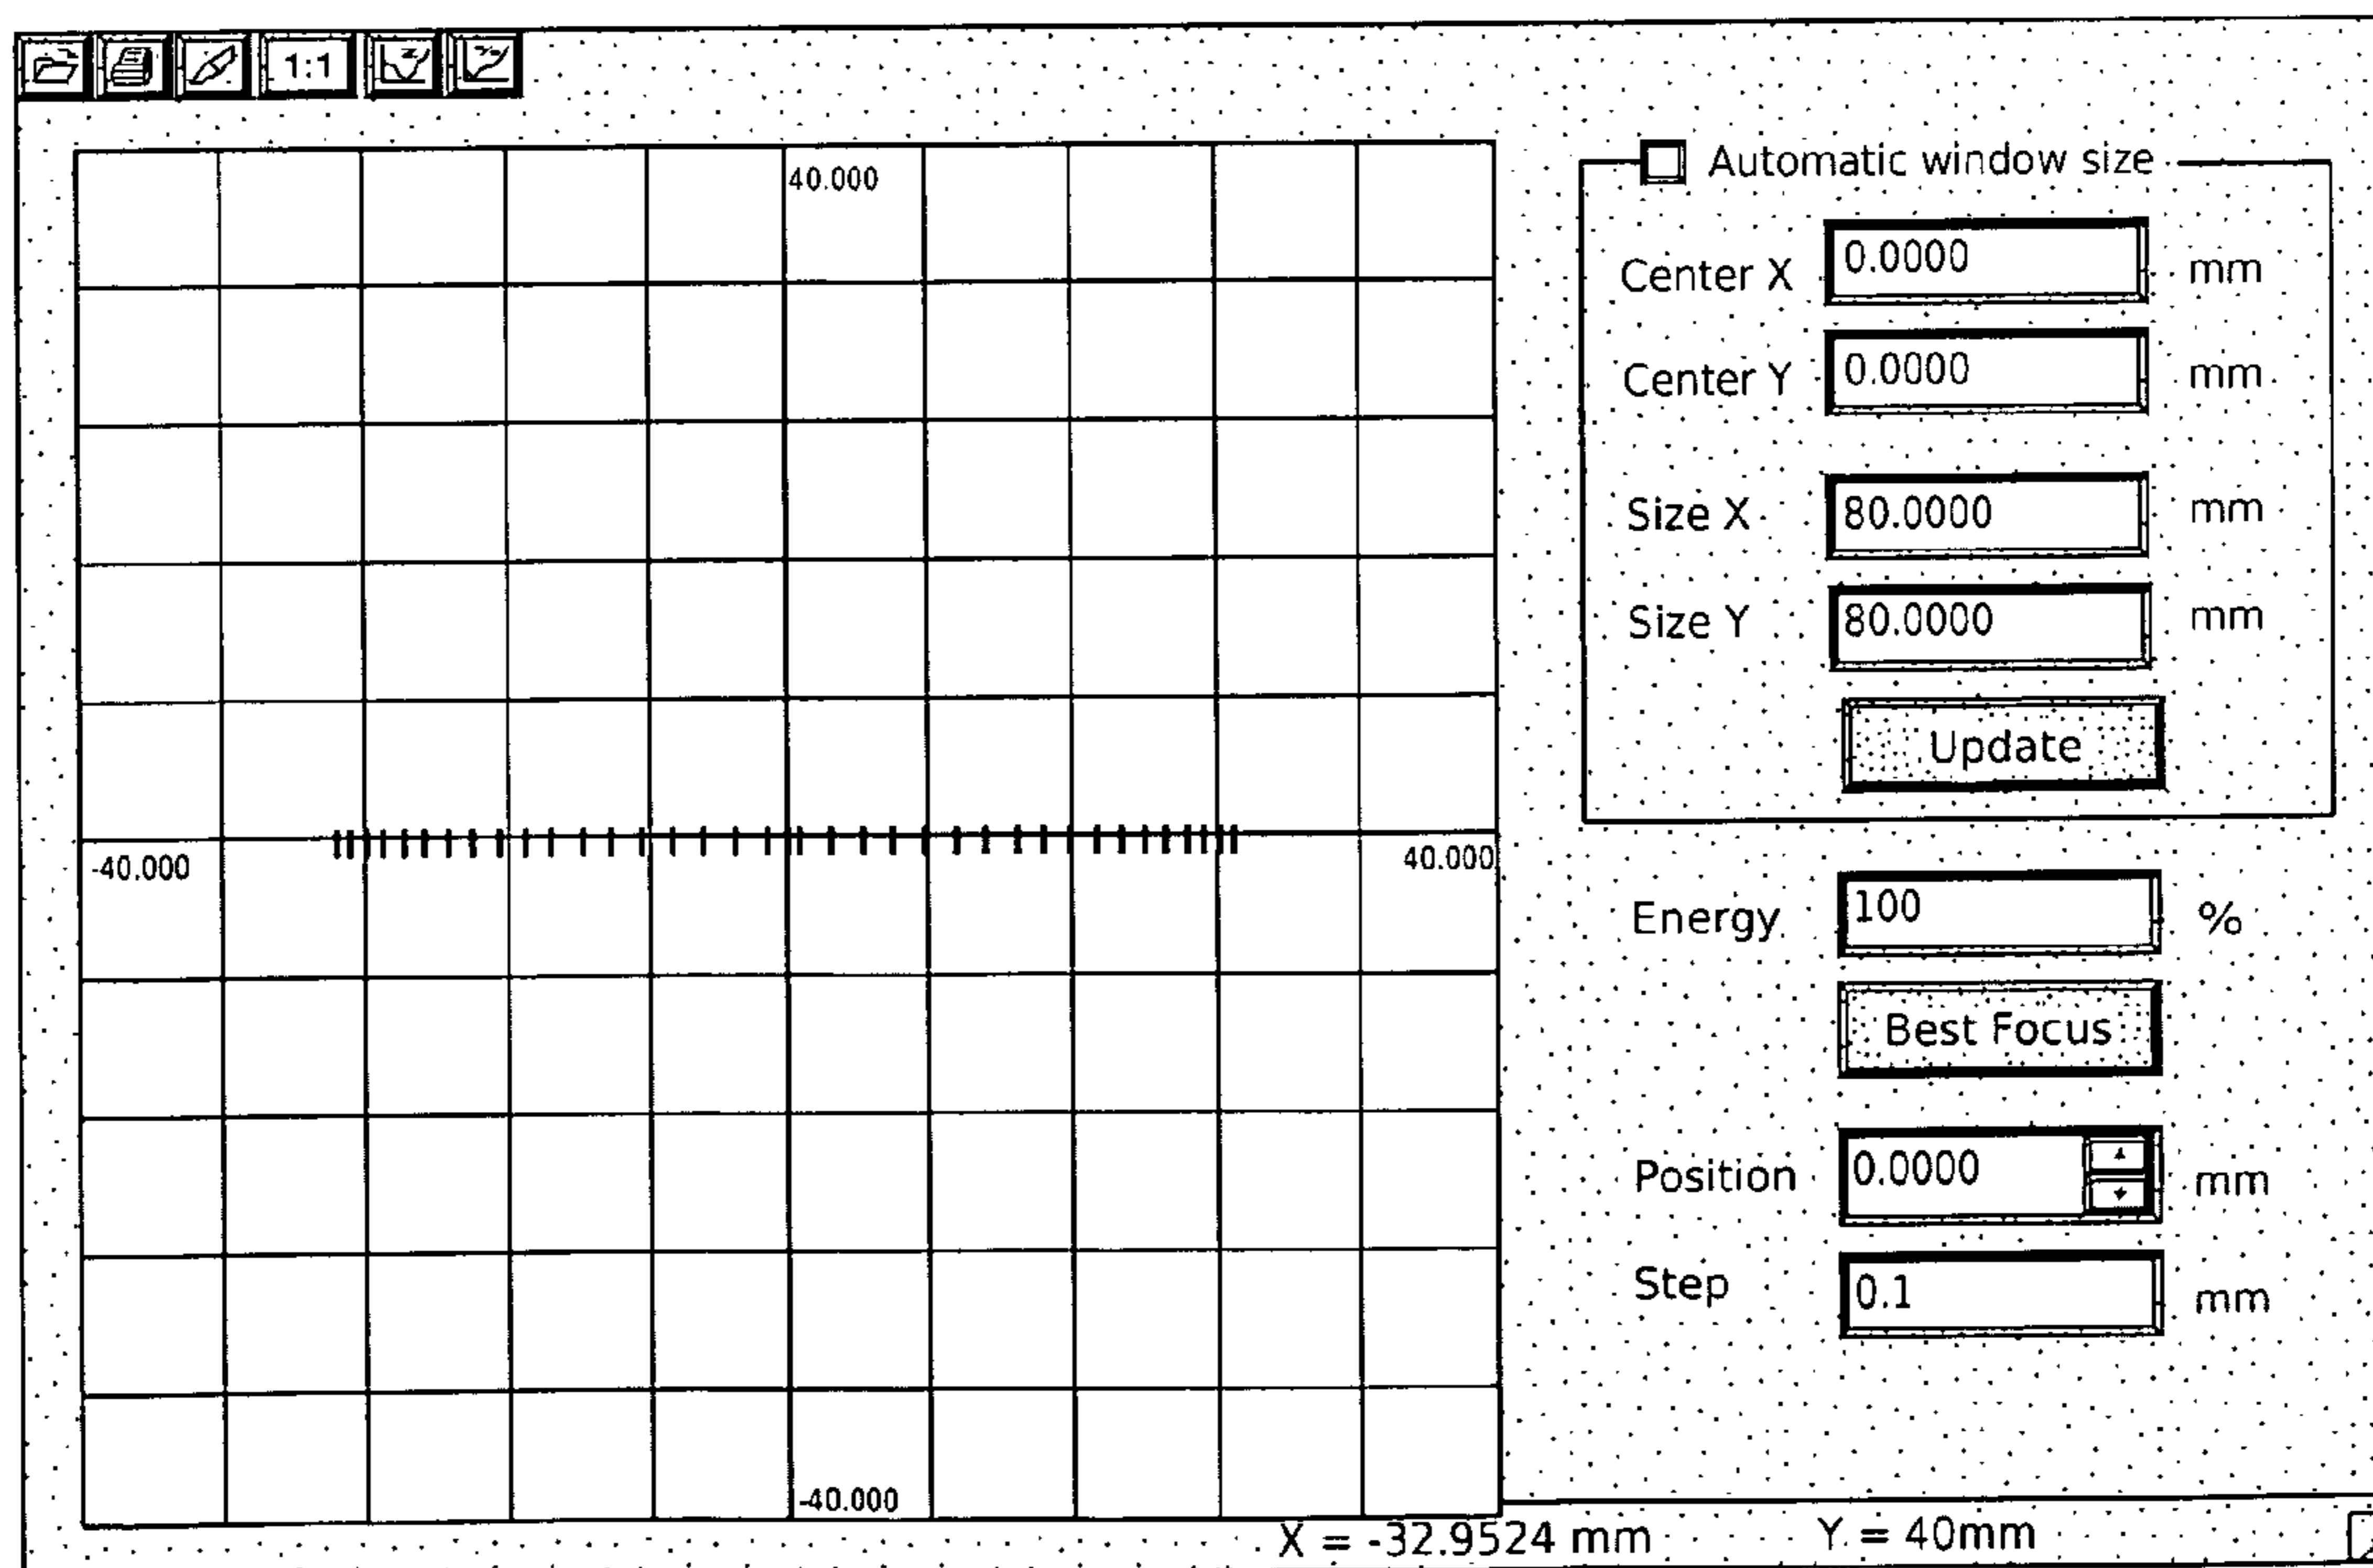 1:1
40.000
-40.000
40.000
-40.000
Automatic window size
Center X 0.0000 mm
Center Y 0.0000 mm
Size X 80.0000 mm
Size Y 80.0000 mm
Update
Energy 100 %
Best Focus
Position 0.0000 mm
Step 0.1 mm
X = -32.9524 mm Y = 40mm